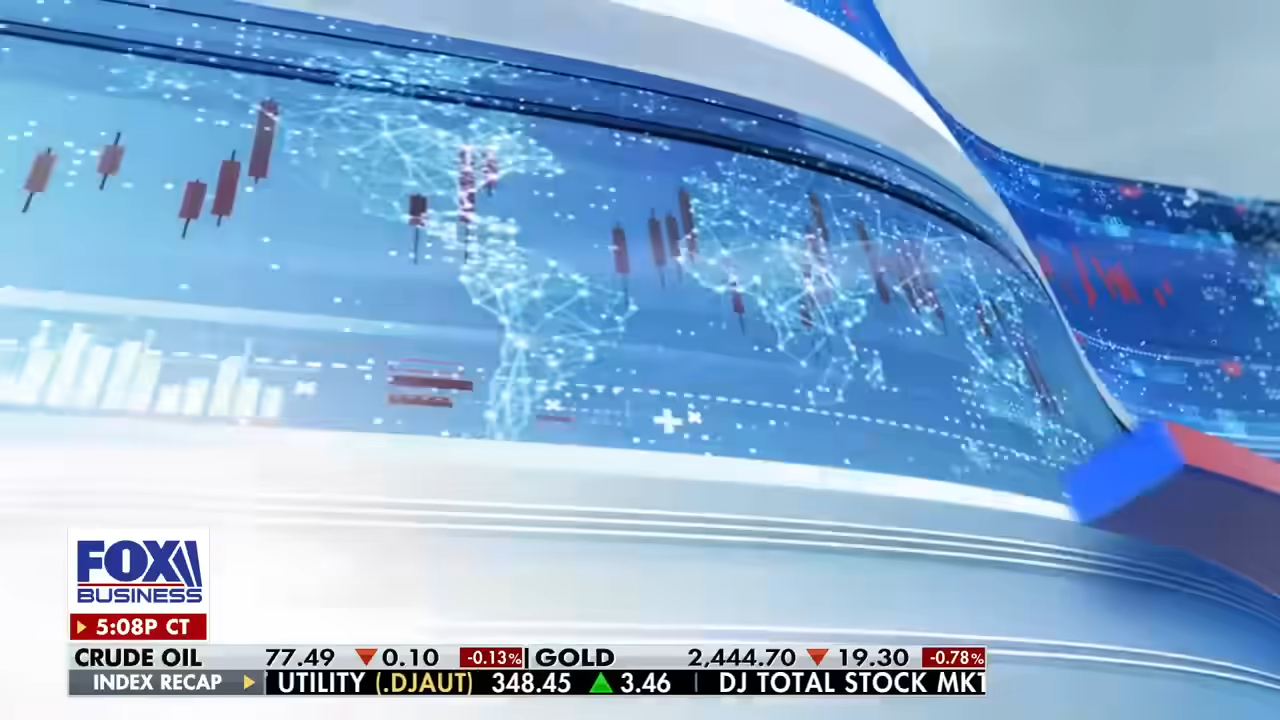 FOX
BUSINESS
5:08P CT
CRUDE OIL 77.49 0.10 -0.13% GOLD 2,444.70 19.30 -0.78%
INDEX RECAP UTILITY (.DJAUT) 348.45 3.46 DJ TOTAL STOCK MKT